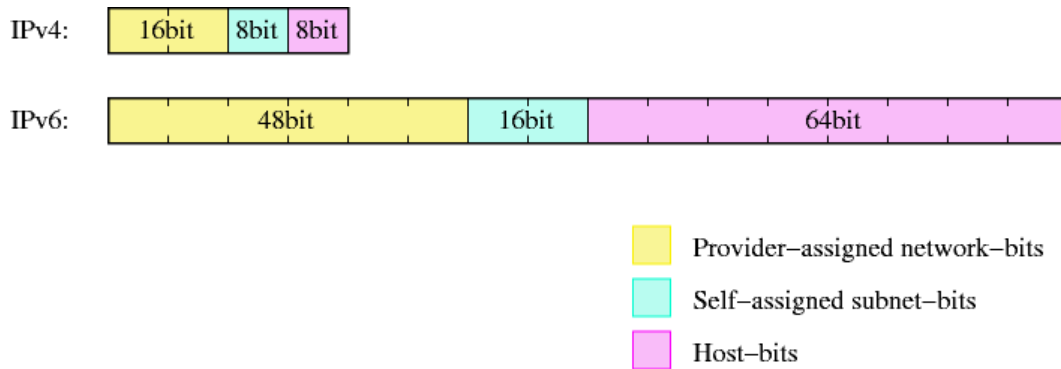 IPv4: 16bit 8bit 8bit
IPv6: 48bit 16bit 64bit
Provider−assigned network−bits
Self−assigned subnet−bits
Host−bits